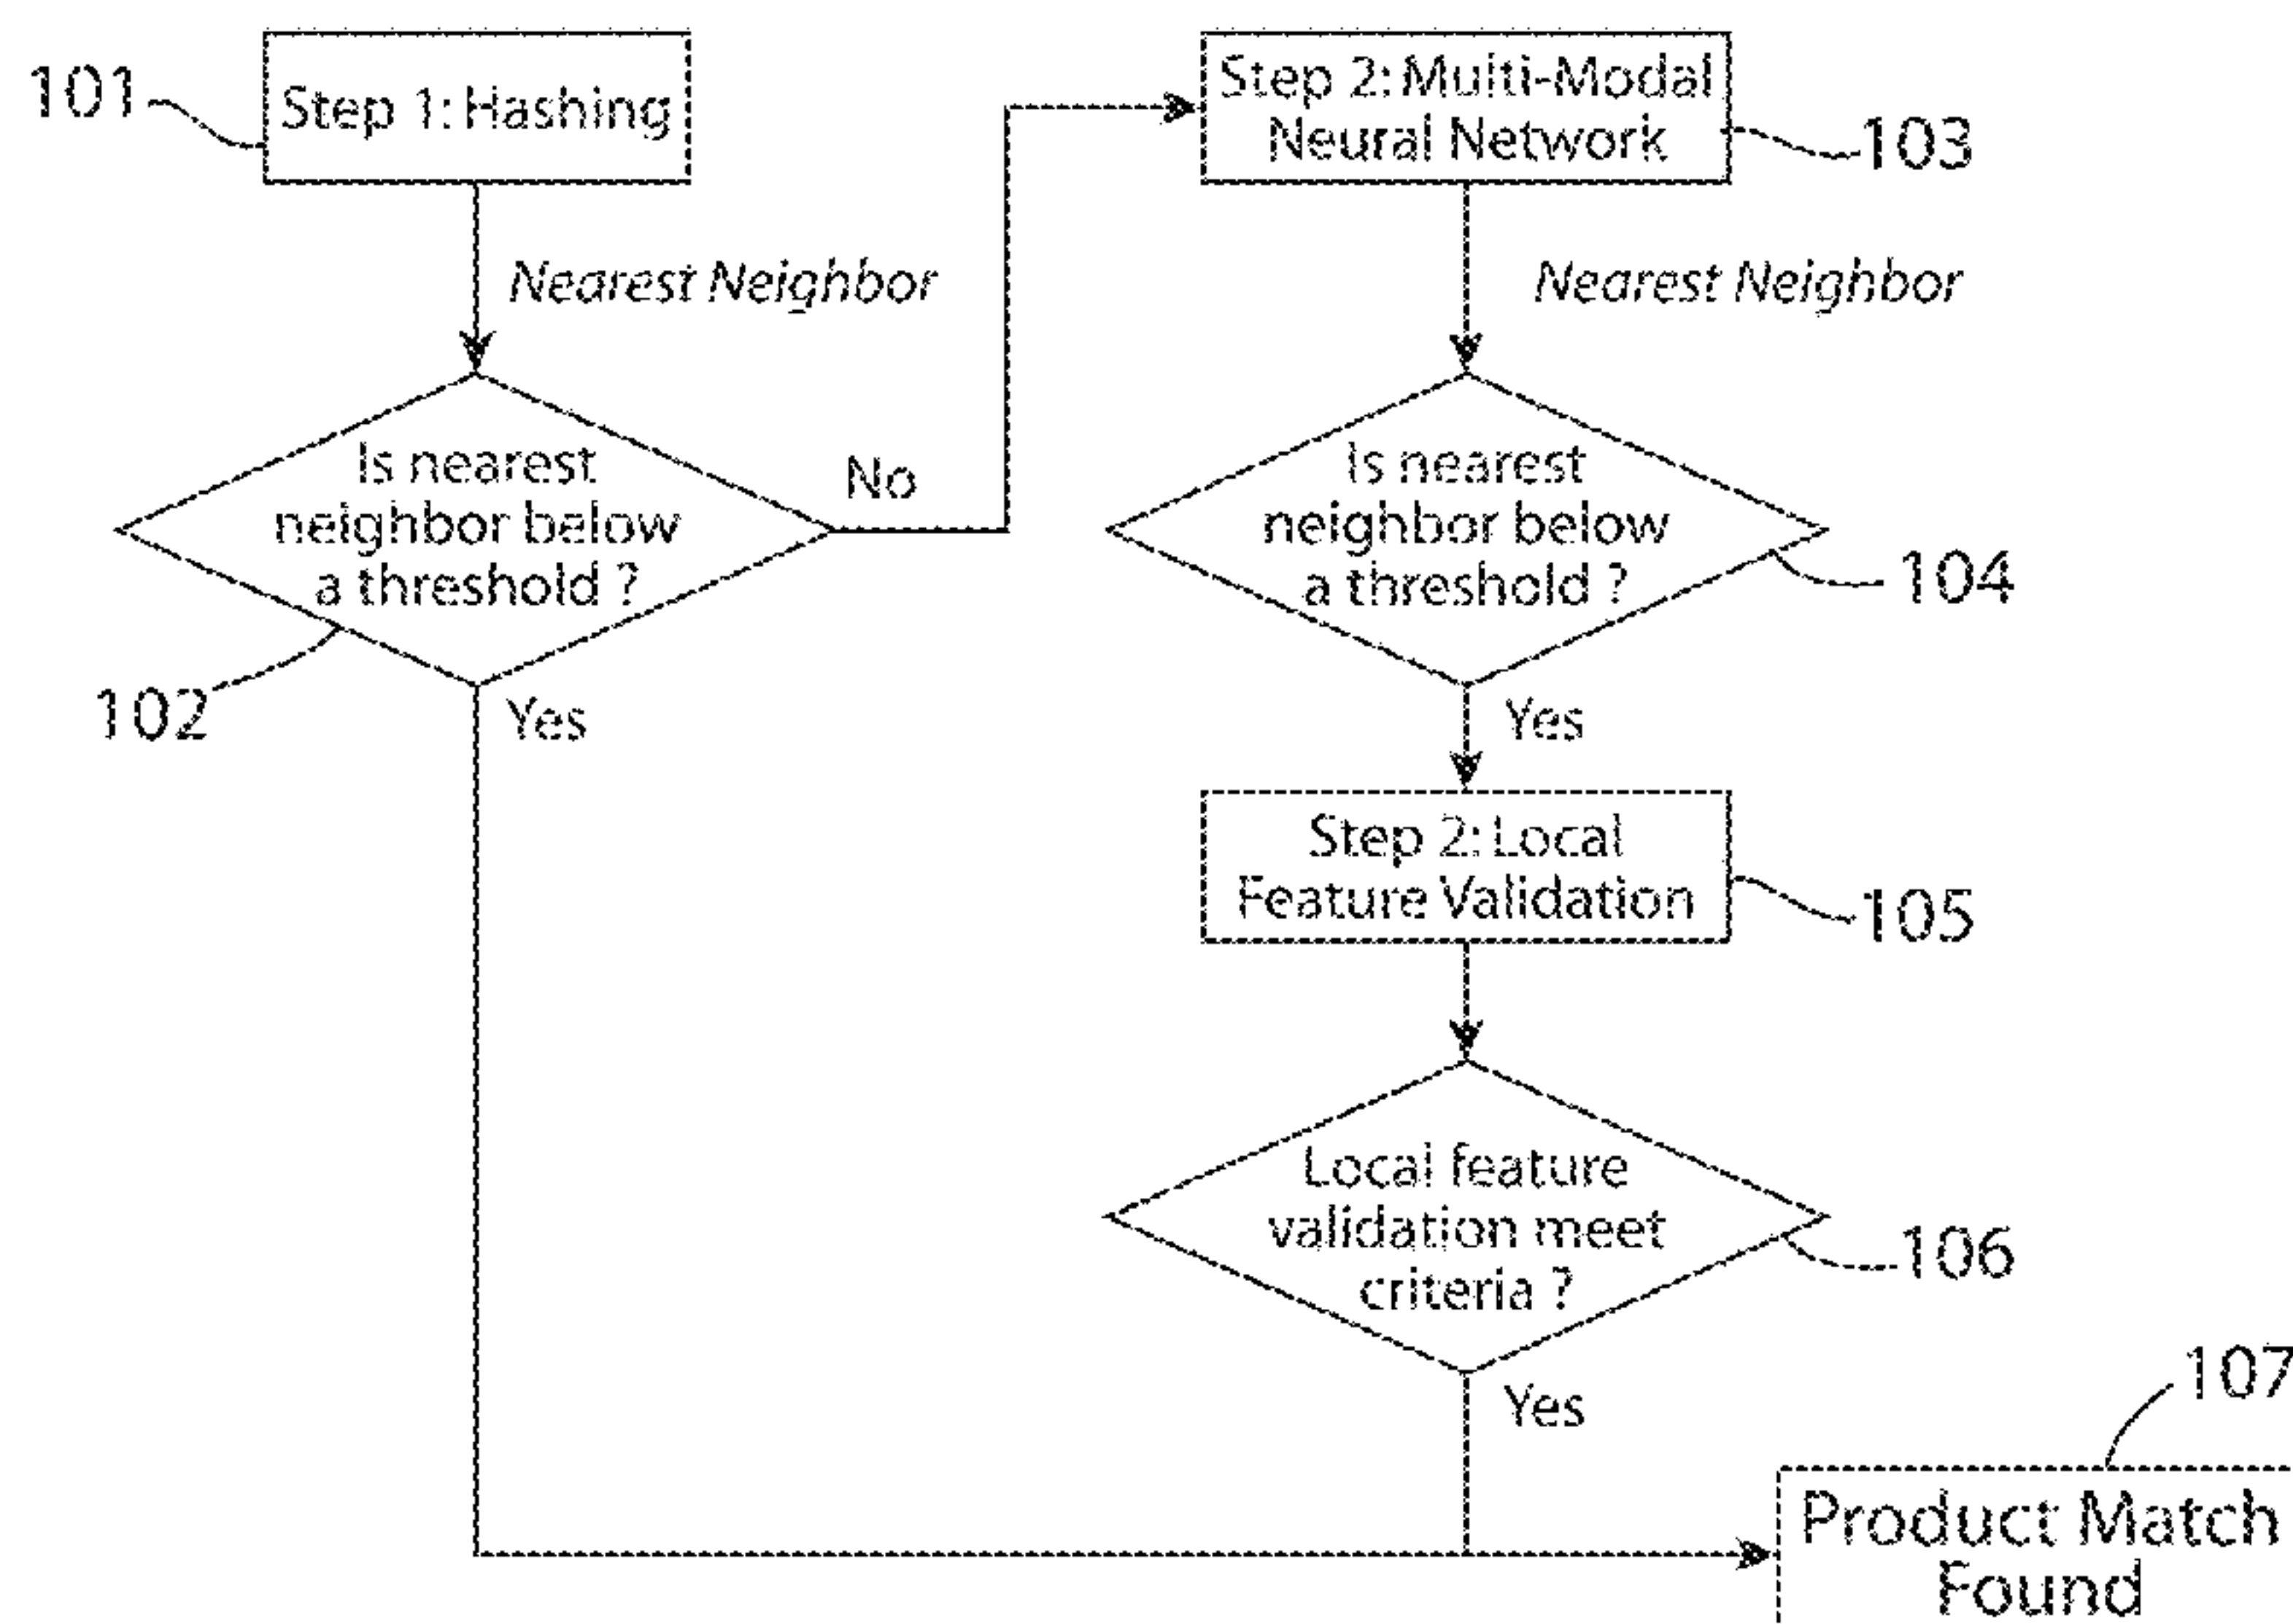 101
Step 1: Hashing
Nearest Neighbor
Is nearest
neighbor below
a threshold ?
No
102
Yes
Step 2: Multi-Modal
Neural Network
103
Nearest Neighbor
Is nearest
neighbor below
a threshold ?
104
Yes
Step 2: Local
Feature Validation
105
Local feature
validation meet
criteria ?
106
Yes
107
Product Match
Found